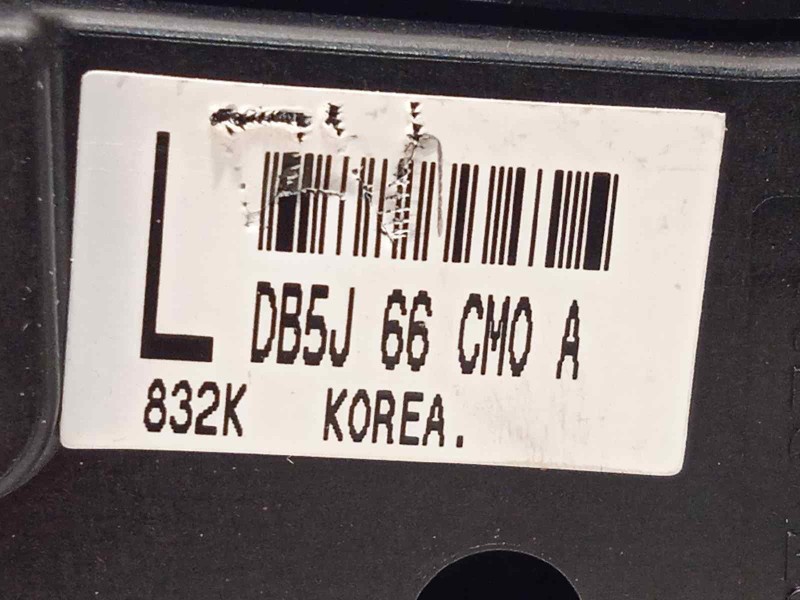 L
DB5J 66 CM0 A
832K KOREA.